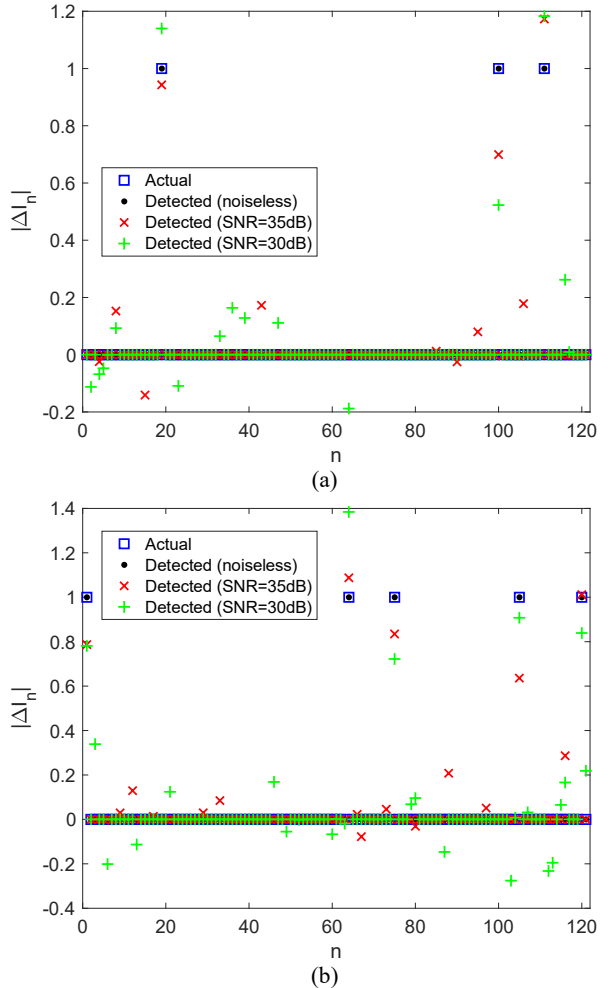 1.2
1
0.8
0.6
0.4
0.2
0
-0.2
|ΔI_n|
Actual
Detected (noiseless)
Detected (SNR=35dB)
Detected (SNR=30dB)
0 20 40 60 80 100 120
n
(a)
1.4
1.2
1
0.8
0.6
0.4
0.2
0
-0.2
-0.4
|ΔI_n|
Actual
Detected (noiseless)
Detected (SNR=35dB)
Detected (SNR=30dB)
0 20 40 60 80 100 120
n
(b)